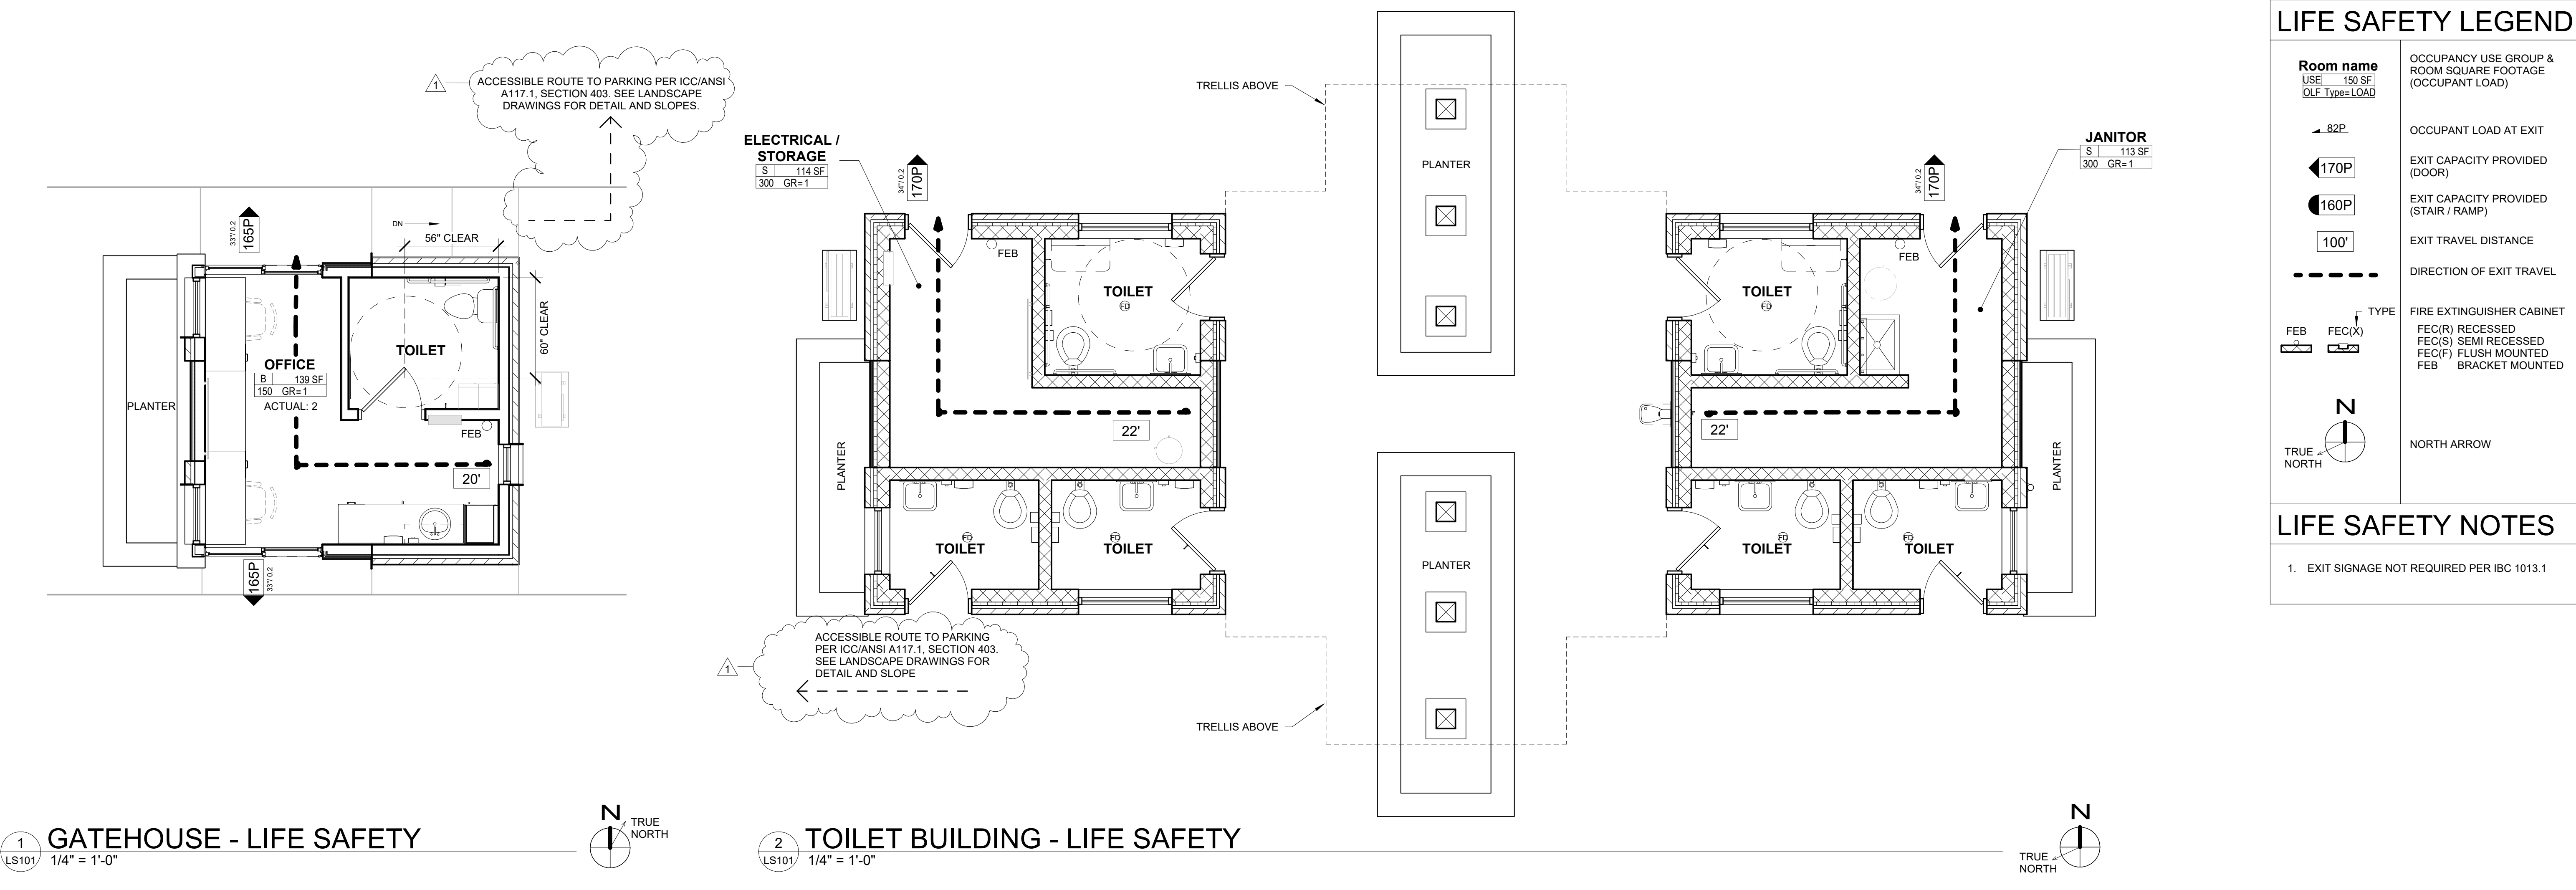 1
ACCESSIBLE ROUTE TO PARKING PER ICC/ANSI
A117.1, SECTION 403. SEE LANDSCAPE
DRAWINGS FOR DETAIL AND SLOPES.
33"/ 0.2
165P
DN
56" CLEAR
60" CLEAR
OFFICE
B 139 SF
150 GR= 1
ACTUAL: 2
TOILET
PLANTER
FEB
20'
165P
33"/ 0.2
1
LS101
GATEHOUSE - LIFE SAFETY
1/4" = 1'-0"
N
TRUE
NORTH
ELECTRICAL /
STORAGE
S 114 SF
300 GR= 1
34"/ 0.2
170P
FEB
TOILET
FD
22'
PLANTER
TOILET
FD
TOILET
FD
1
ACCESSIBLE ROUTE TO PARKING
PER ICC/ANSI A117.1, SECTION 403.
SEE LANDSCAPE DRAWINGS FOR
DETAIL AND SLOPE
TRELLIS ABOVE
PLANTER
PLANTER
TRELLIS ABOVE
34"/ 0.2
170P
JANITOR
S 113 SF
300 GR= 1
TOILET
FD
FEB
22'
PLANTER
TOILET
FD
TOILET
FD
2
LS101
TOILET BUILDING - LIFE SAFETY
1/4" = 1'-0"
N
TRUE
NORTH
LIFE SAFETY LEGEND
Room name
USE 150 SF
OLF Type= LOAD
OCCUPANCY USE GROUP &
ROOM SQUARE FOOTAGE
(OCCUPANT LOAD)
82P
OCCUPANT LOAD AT EXIT
170P
EXIT CAPACITY PROVIDED
(DOOR)
160P
EXIT CAPACITY PROVIDED
(STAIR / RAMP)
100'
EXIT TRAVEL DISTANCE
DIRECTION OF EXIT TRAVEL
TYPE
FEB FEC(X)
FIRE EXTINGUISHER CABINET
FEC(R) RECESSED
FEC(S) SEMI RECESSED
FEC(F) FLUSH MOUNTED
FEB BRACKET MOUNTED
N
TRUE
NORTH
NORTH ARROW
LIFE SAFETY NOTES
1. EXIT SIGNAGE NOT REQUIRED PER IBC 1013.1